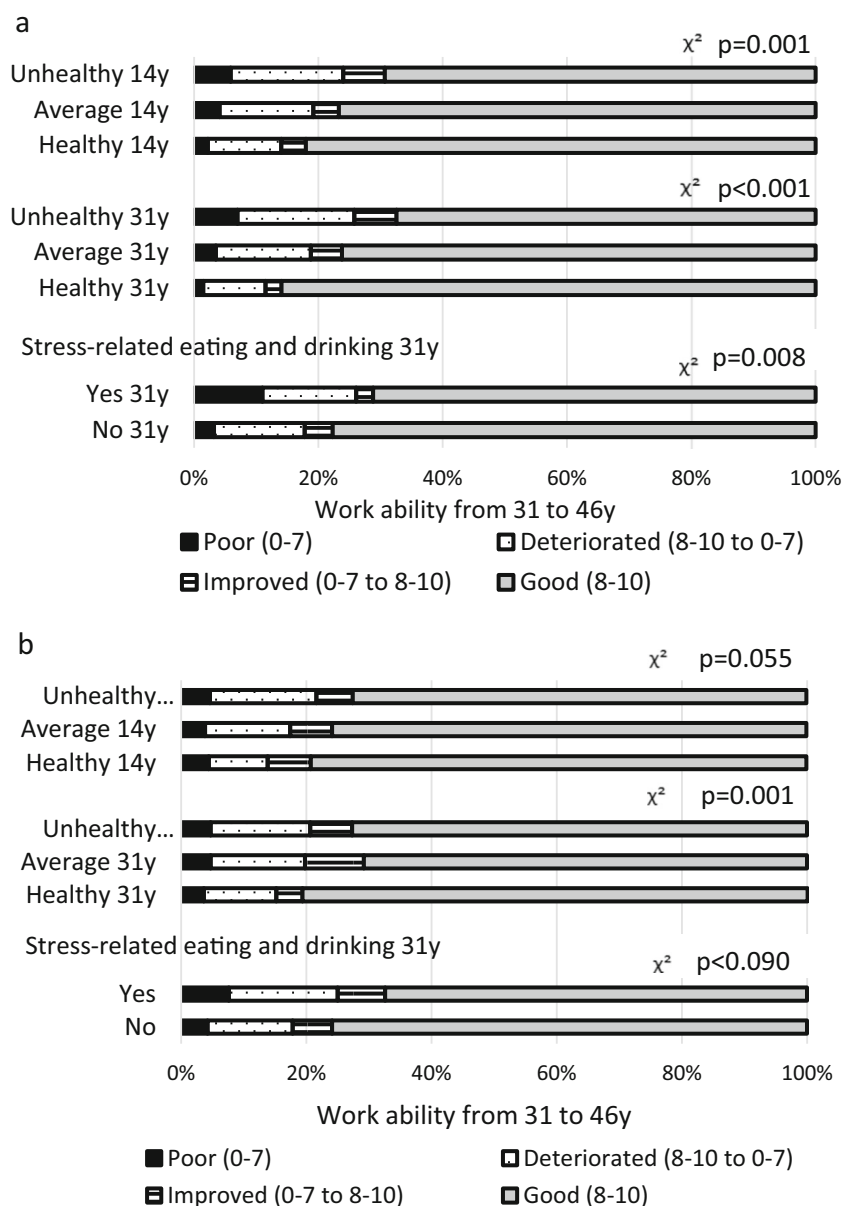 a
χ² p=0.001
Unhealthy 14y
Average 14y
Healthy 14y
χ² p<0.001
Unhealthy 31y
Average 31y
Healthy 31y
Stress-related eating and drinking 31y
χ² p=0.008
Yes 31y
No 31y
0% 20% 40% 60% 80% 100%
Work ability from 31 to 46y
Poor (0-7) Deteriorated (8-10 to 0-7)
Improved (0-7 to 8-10) Good (8-10)
b
χ² p=0.055
Unhealthy...
Average 14y
Healthy 14y
χ² p=0.001
Unhealthy...
Average 31y
Healthy 31y
Stress-related eating and drinking 31y
χ² p<0.090
Yes
No
0% 20% 40% 60% 80% 100%
Work ability from 31 to 46y
Poor (0-7) Deteriorated (8-10 to 0-7)
Improved (0-7 to 8-10) Good (8-10)